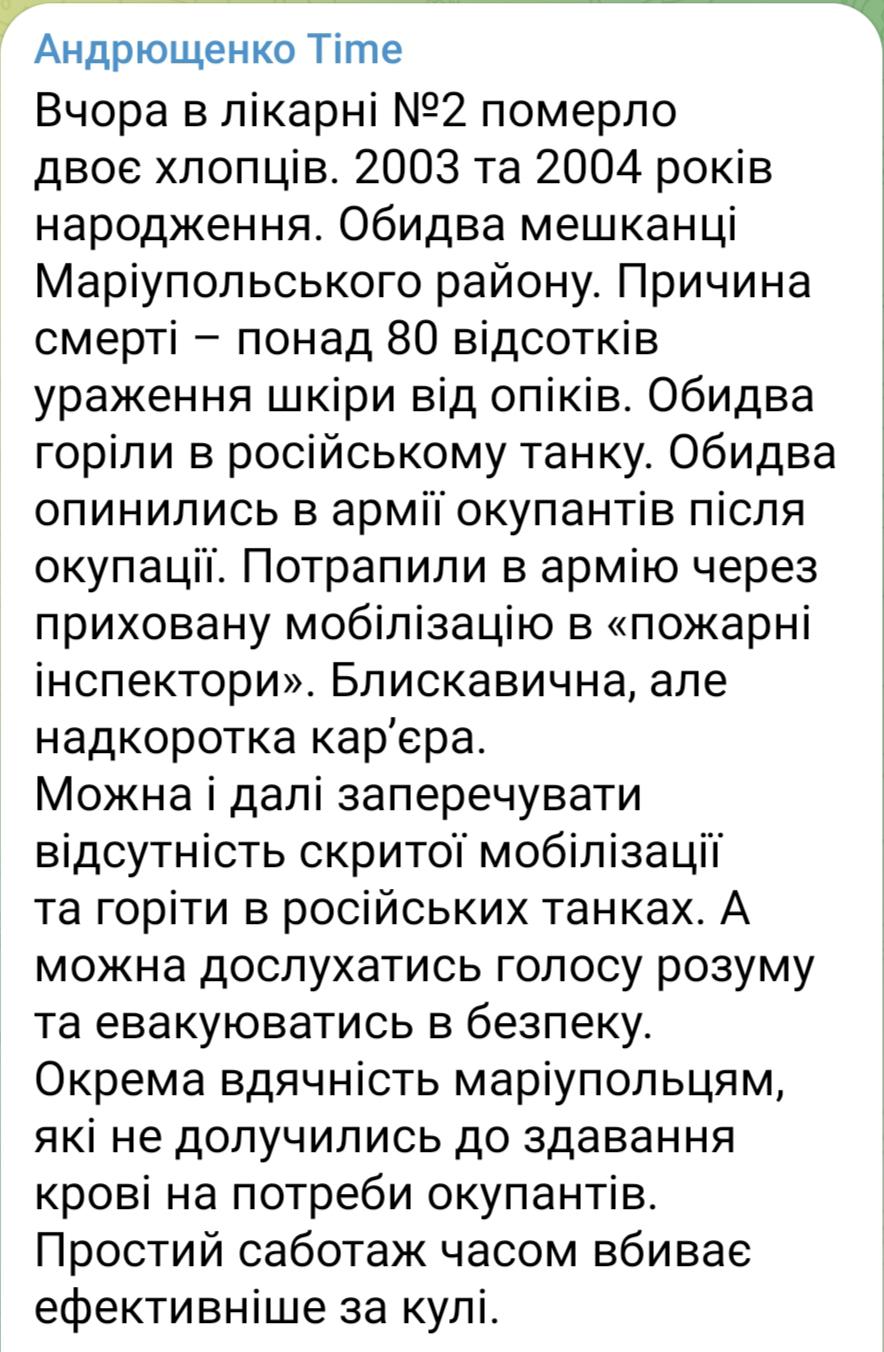 Андрющенко Time
Вчора в лікарні №2 померло
двоє хлопців. 2003 та 2004 років
народження. Обидва мешканці
Маріупольського району. Причина
смерті – понад 80 відсотків
ураження шкіри від опіків. Обидва
горіли в російському танку. Обидва
опинились в армії окупантів після
окупації. Потрапили в армію через
приховану мобілізацію в «пожарні
інспектори». Блискавична, але
надкоротка кар’єра.
Можна і далі заперечувати
відсутність скритої мобілізації
та горіти в російських танках. А
можна дослухатись голосу розуму
та евакуюватись в безпеку.
Окрема вдячність маріупольцям,
які не долучились до здавання
крові на потреби окупантів.
Простий саботаж часом вбиває
ефективніше за кулі.